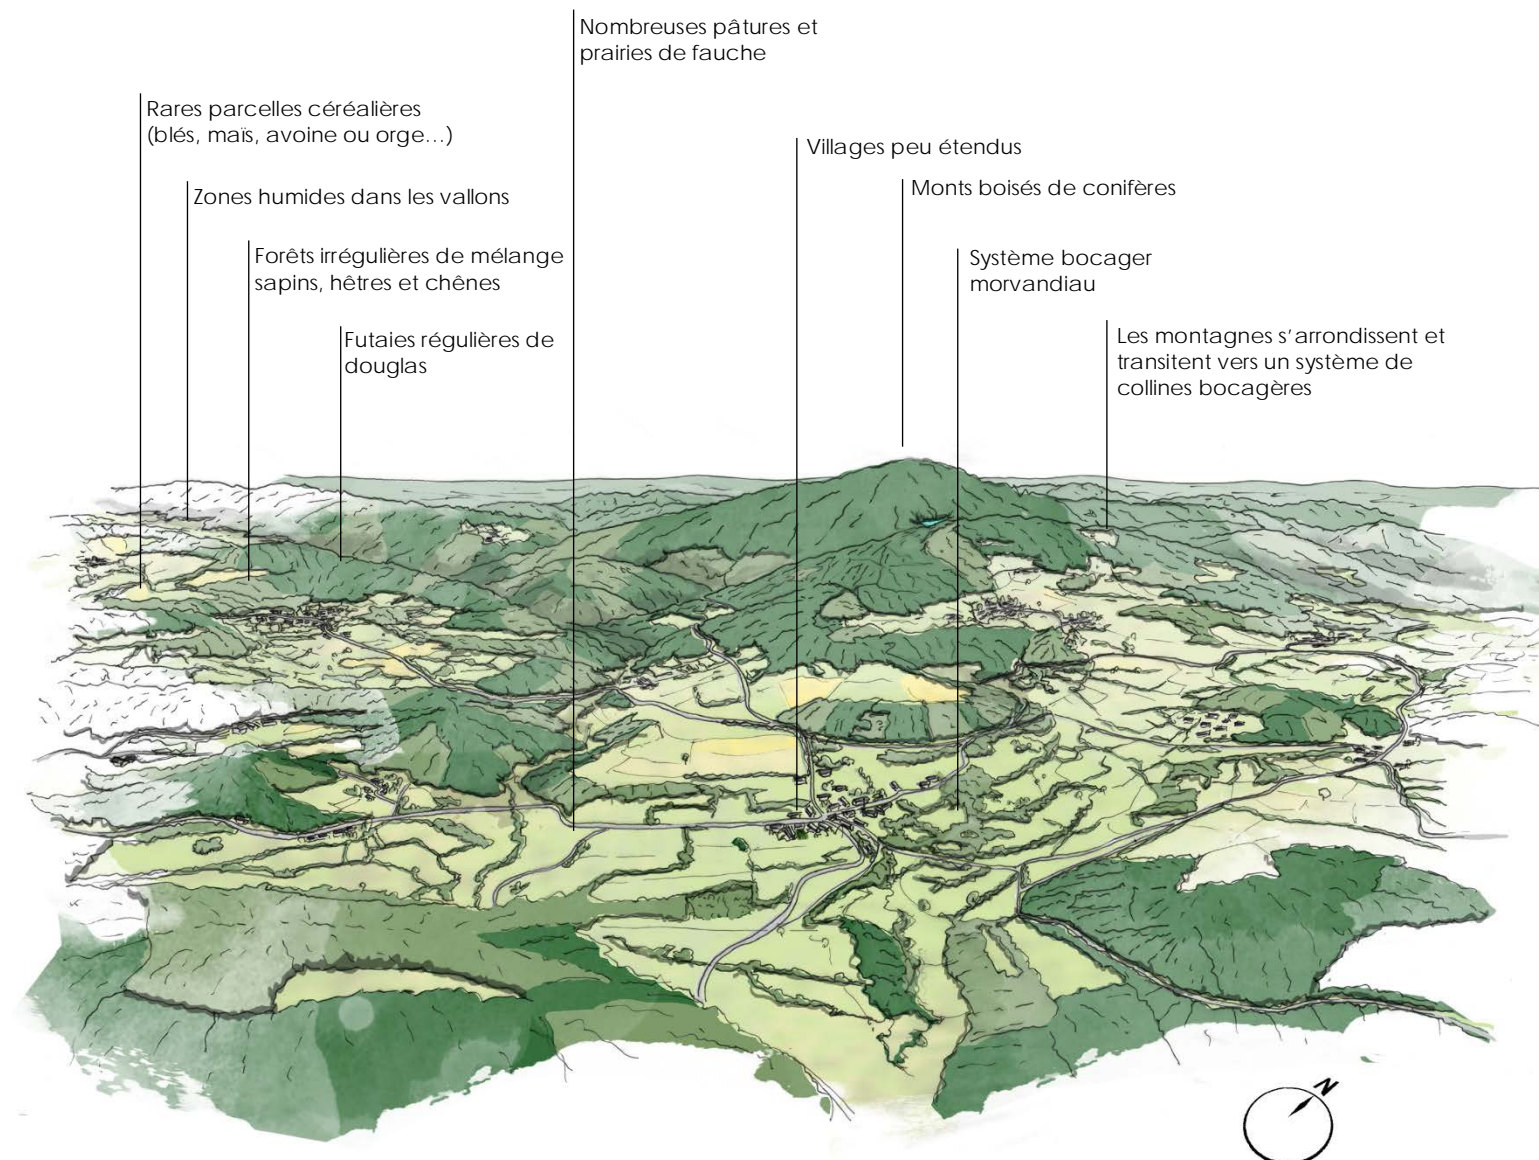 Nombreuses pâtures et
prairies de fauche
Rares parcelles céréalières
(blés, maïs, avoine ou orge…)
Villages peu étendus
Monts boisés de conifères
Zones humides dans les vallons
Forêts irrégulières de mélange
sapins, hêtres et chênes
Système bocager
morvandiau
Futaies régulières de
douglas
Les montagnes s'arrondissent et
transitent vers un système de
collines bocagères
N